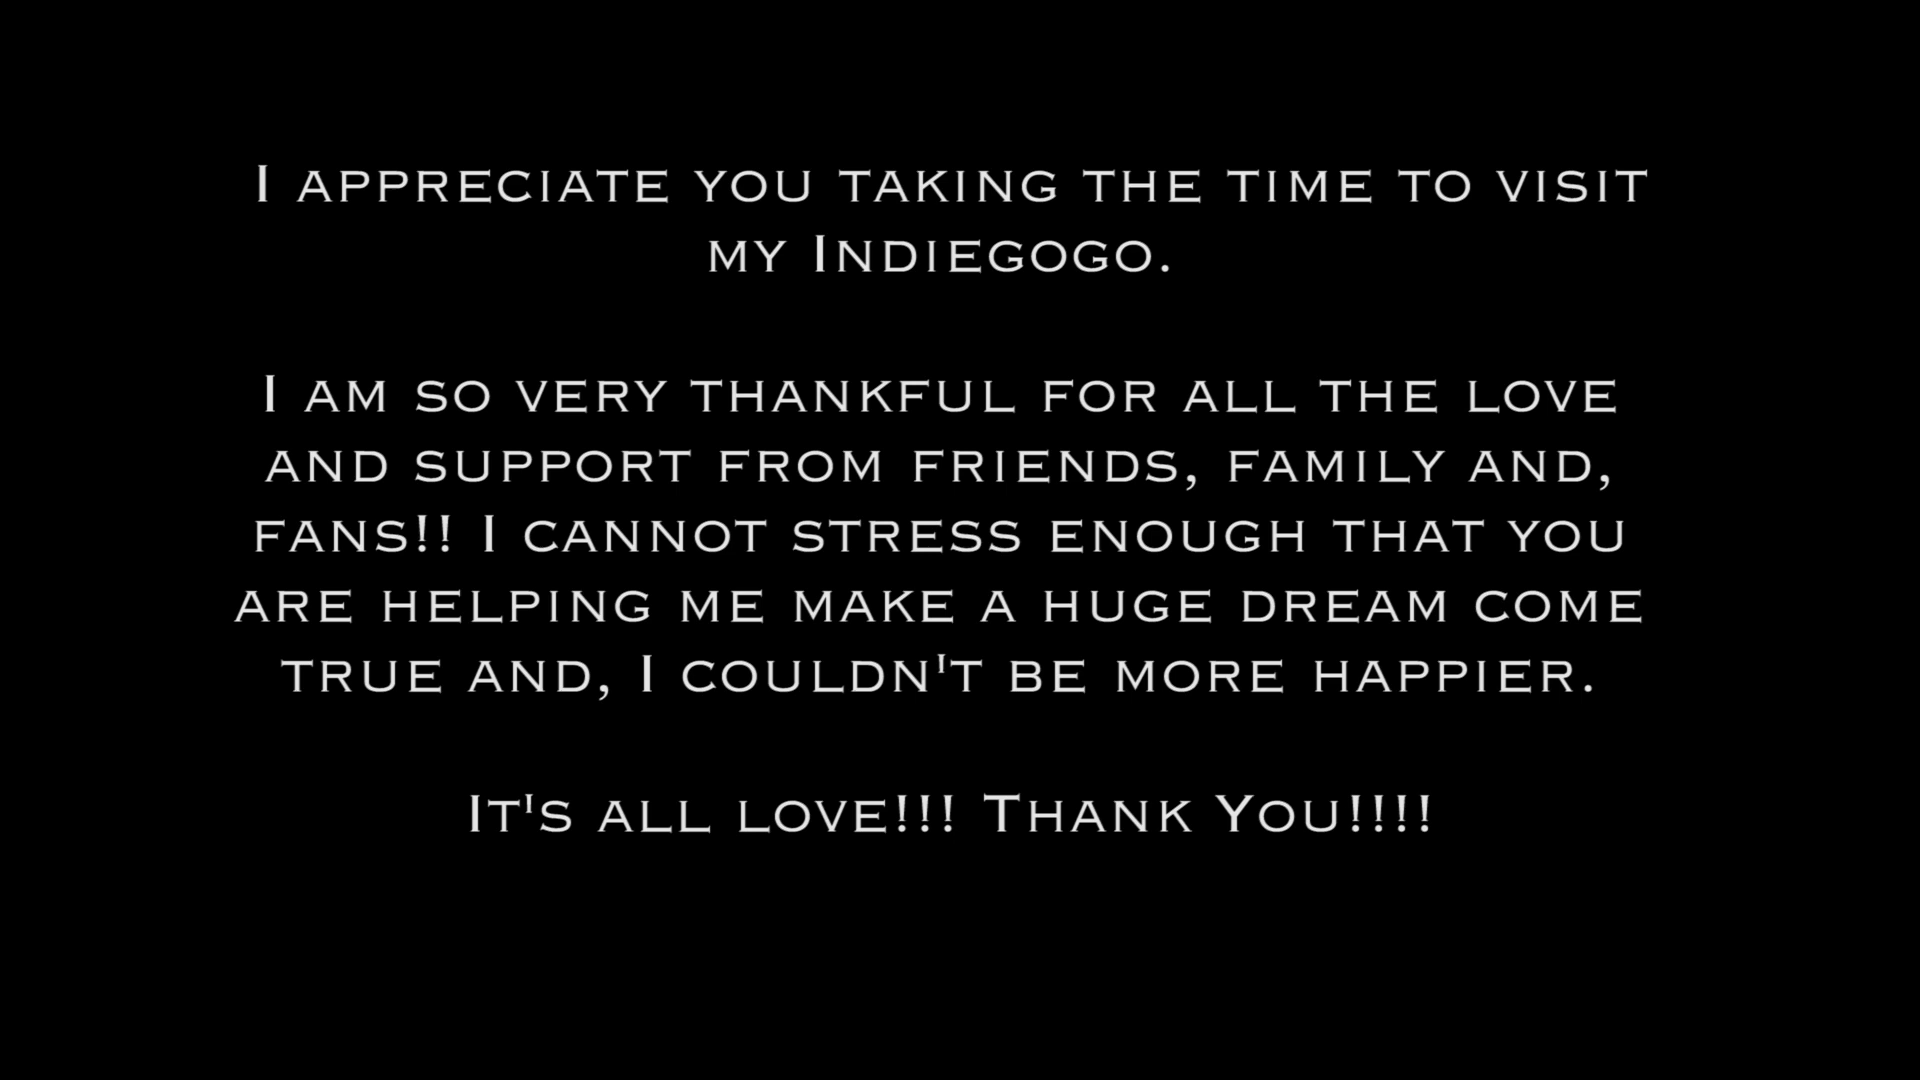 I appreciate you taking the time to visit
my Indiegogo.
I am so very thankful for all the love
and support from friends, family and,
fans!! I cannot stress enough that you
are helping me make a huge dream come
true and, I couldn't be more happier.
It's all love!!! Thank You!!!!